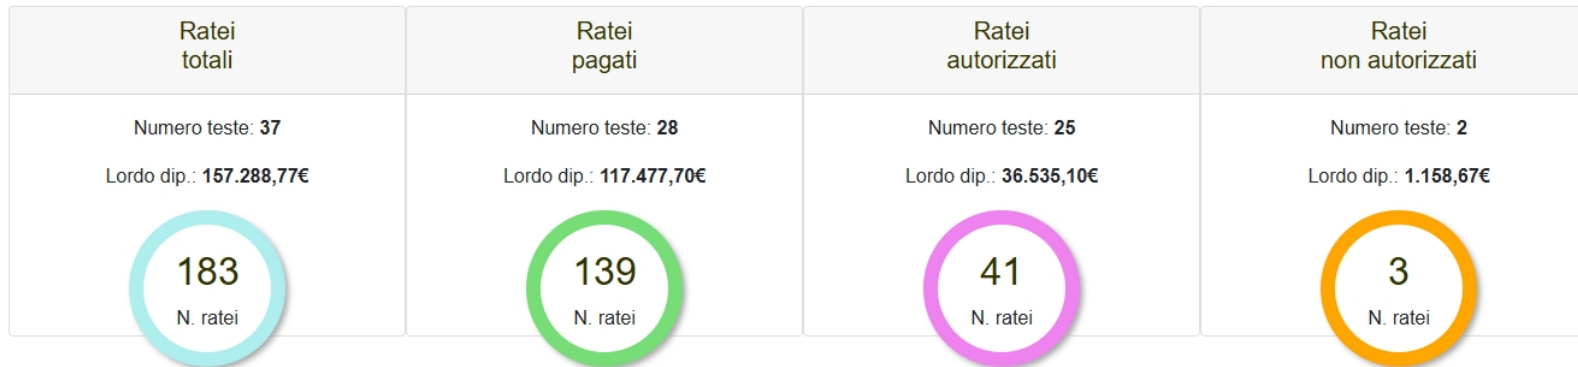 Ratei
totali
Numero teste: 37
Lordo dip.: 157.288,77€
183
N. ratei
Ratei
pagati
Numero teste: 28
Lordo dip.: 117.477,70€
139
N. ratei
Ratei
autorizzati
Numero teste: 25
Lordo dip.: 36.535,10€
41
N. ratei
Ratei
non autorizzati
Numero teste: 2
Lordo dip.: 1.158,67€
3
N. ratei